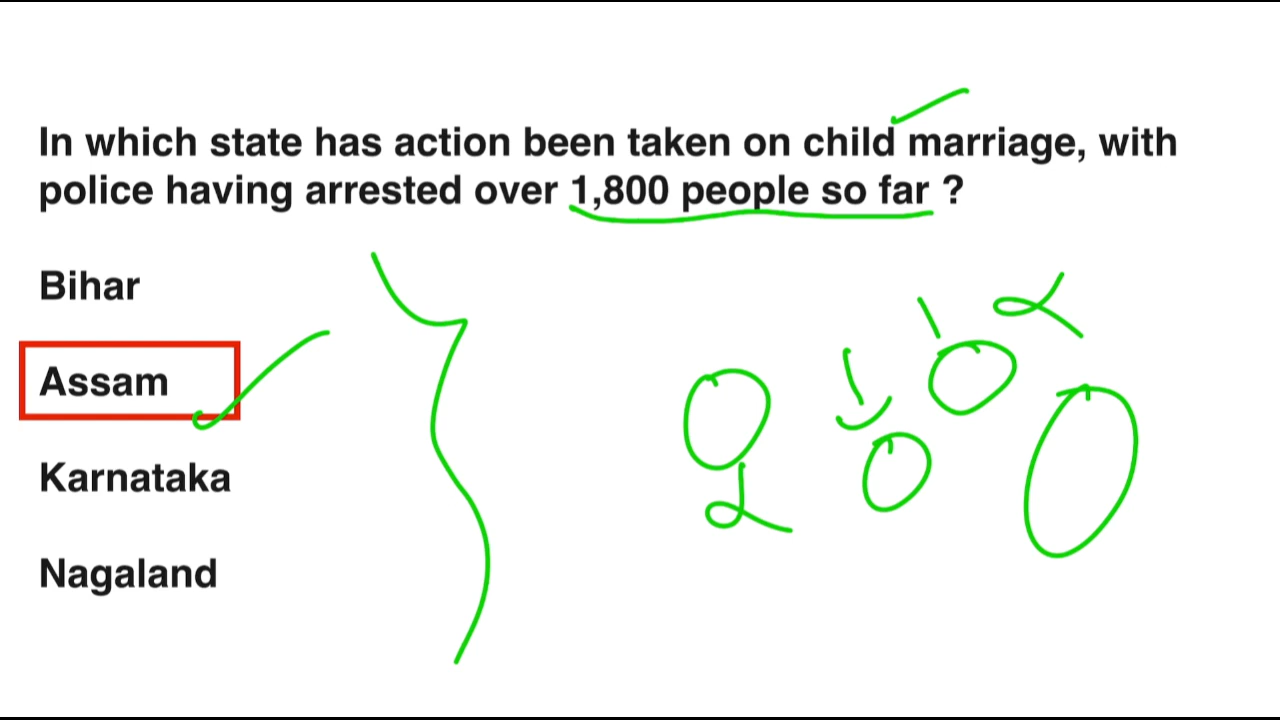 In which state has action been taken on child marriage, with
police having arrested over 1,800 people so far ?
Bihar
Assam
Karnataka
Nagaland